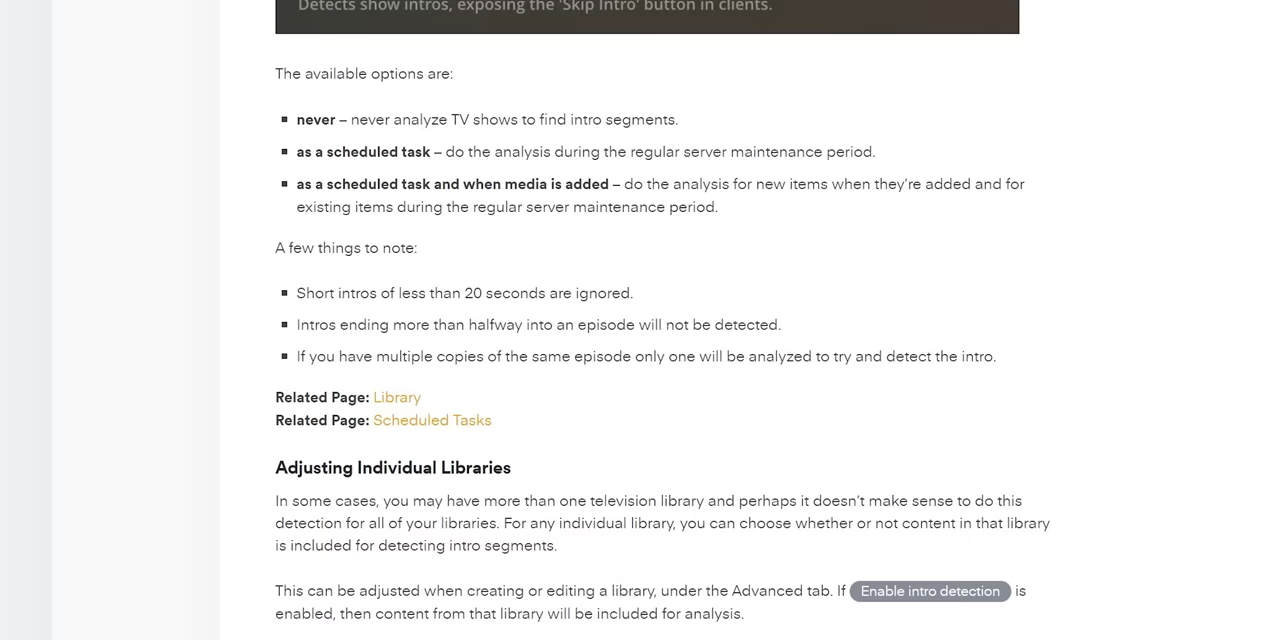 Detects show intros, exposing the 'Skip Intro' button in clients.
The available options are:
never – never analyze TV shows to find intro segments.
as a scheduled task – do the analysis during the regular server maintenance period.
as a scheduled task and when media is added – do the analysis for new items when they're added and for
existing items during the regular server maintenance period.
A few things to note:
Short intros of less than 20 seconds are ignored.
Intros ending more than halfway into an episode will not be detected.
If you have multiple copies of the same episode only one will be analyzed to try and detect the intro.
Related Page: Library
Related Page: Scheduled Tasks
Adjusting Individual Libraries
In some cases, you may have more than one television library and perhaps it doesn't make sense to do this
detection for all of your libraries. For any individual library, you can choose whether or not content in that library
is included for detecting intro segments.
This can be adjusted when creating or editing a library, under the Advanced tab. If Enable intro detection is
enabled, then content from that library will be included for analysis.